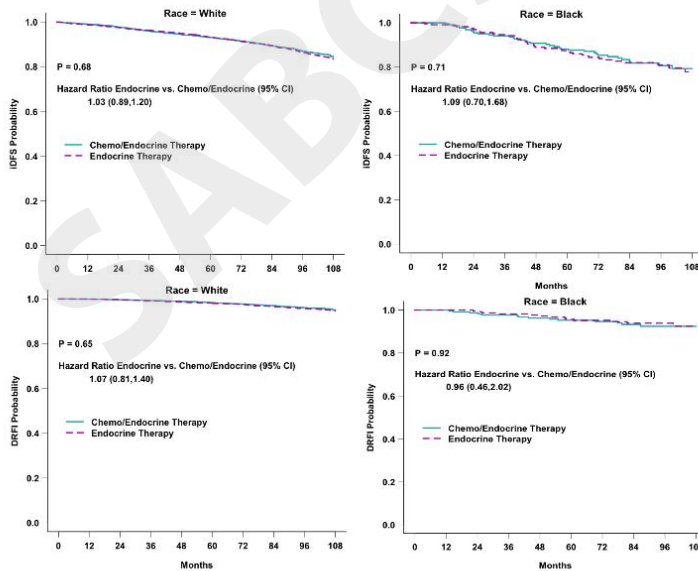 Race = White
1.0
0.8
0.6
0.4
0.2
0.0
iDFS Probability
P = 0.68
Hazard Ratio Endocrine vs. Chemo/Endocrine (95% CI)
1.03 (0.89,1.20)
Chemo/Endocrine Therapy
Endocrine Therapy
0 12 24 36 48 60 72 84 96 108
Race = Black
1.0
0.8
0.6
0.4
0.2
0.0
iDFS Probability
P = 0.71
Hazard Ratio Endocrine vs. Chemo/Endocrine (95% CI)
1.09 (0.70,1.68)
Chemo/Endocrine Therapy
Endocrine Therapy
0 12 24 36 48 60 72 84 96 108
Months
Race = White
1.0
0.8
0.6
0.4
0.2
0.0
DRFI Probability
P = 0.65
Hazard Ratio Endocrine vs. Chemo/Endocrine (95% CI)
1.07 (0.81,1.40)
Chemo/Endocrine Therapy
Endocrine Therapy
0 12 24 36 48 60 72 84 96 108
Months
Race = Black
1.0
0.8
0.6
0.4
0.2
0.0
DRFI Probability
P = 0.92
Hazard Ratio Endocrine vs. Chemo/Endocrine (95% CI)
0.96 (0.46,2.02)
Chemo/Endocrine Therapy
Endocrine Therapy
0 12 24 36 48 60 72 84 96 10
Months
SABC